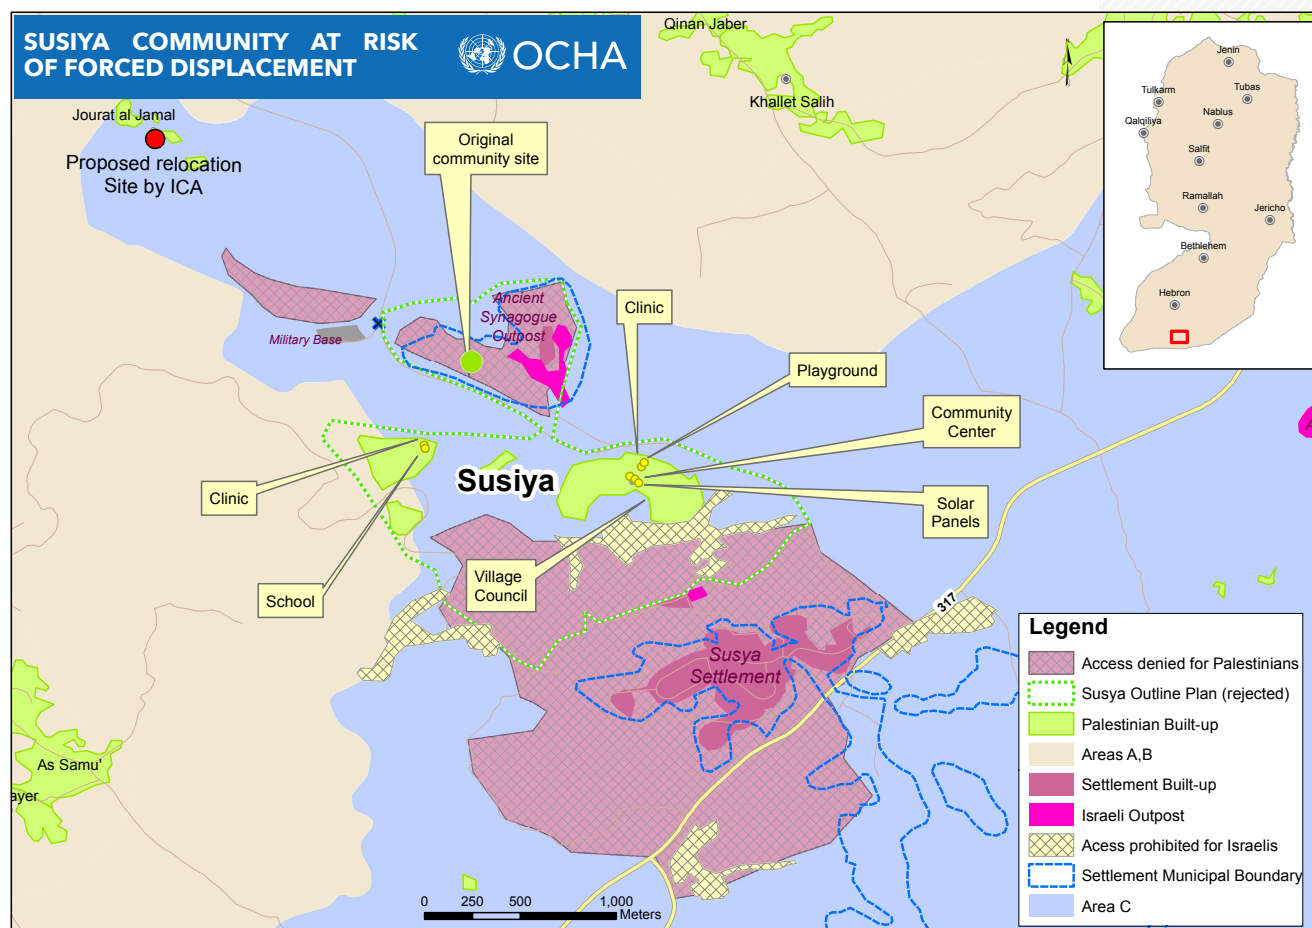 SUSIYA COMMUNITY AT RISK
OF FORCED DISPLACEMENT
OCHA
Qinan Jaber
Khallet Salih
N
Jenin
Tulkarm
Tubas
Qalqiliya
Nablus
Salfit
Ramallah
Jericho
Bethlehem
Hebron
Jourat al Jamal
Proposed relocation
Site by ICA
Original
community site
Ancient
Synagogue
Outpost
Military Base
Clinic
Playground
Community
Center
Solar
Panels
Susiya
Clinic
School
Village
Council
317
Susya
Settlement
As Samu'
ayer
A
Legend
Access denied for Palestinians
Susya Outline Plan (rejected)
Palestinian Built-up
Areas A,B
Settlement Built-up
Israeli Outpost
Acess prohibited for Israelis
Settlement Municipal Boundary
Area C
0 250 500 1,000
Meters